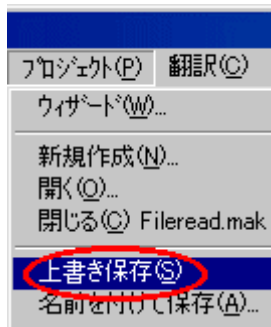 ﾌﾟﾛｼﾞｪｸﾄ(P) 翻訳(C)
ｳｨｻﾞｰﾄﾞ(W)...
新規作成(N)...
開く(O)...
閉じる(C) Fileread.mak
上書き保存(S)
名前を付けて保存(A)...